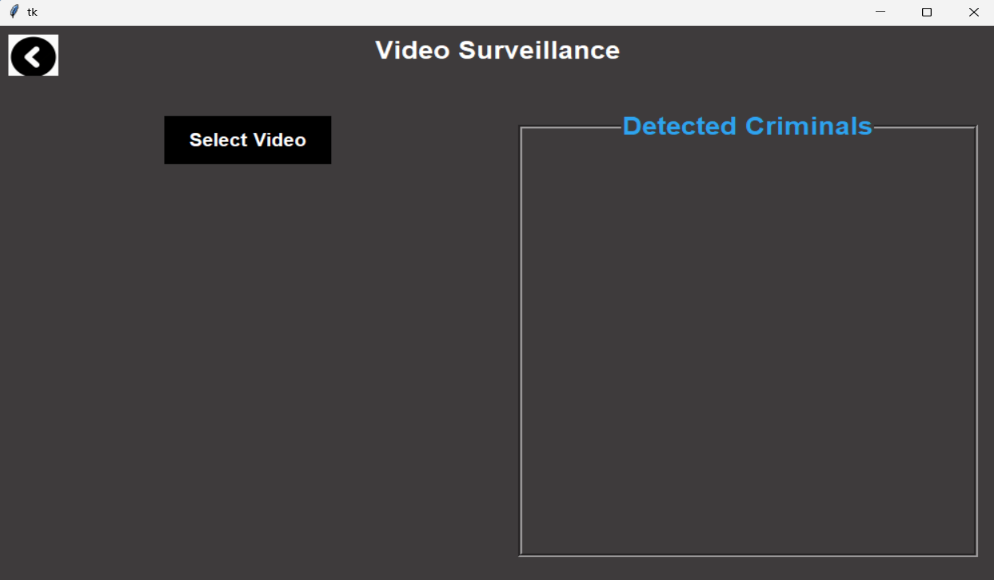 tk
Video Surveillance
Select Video
Detected Criminals